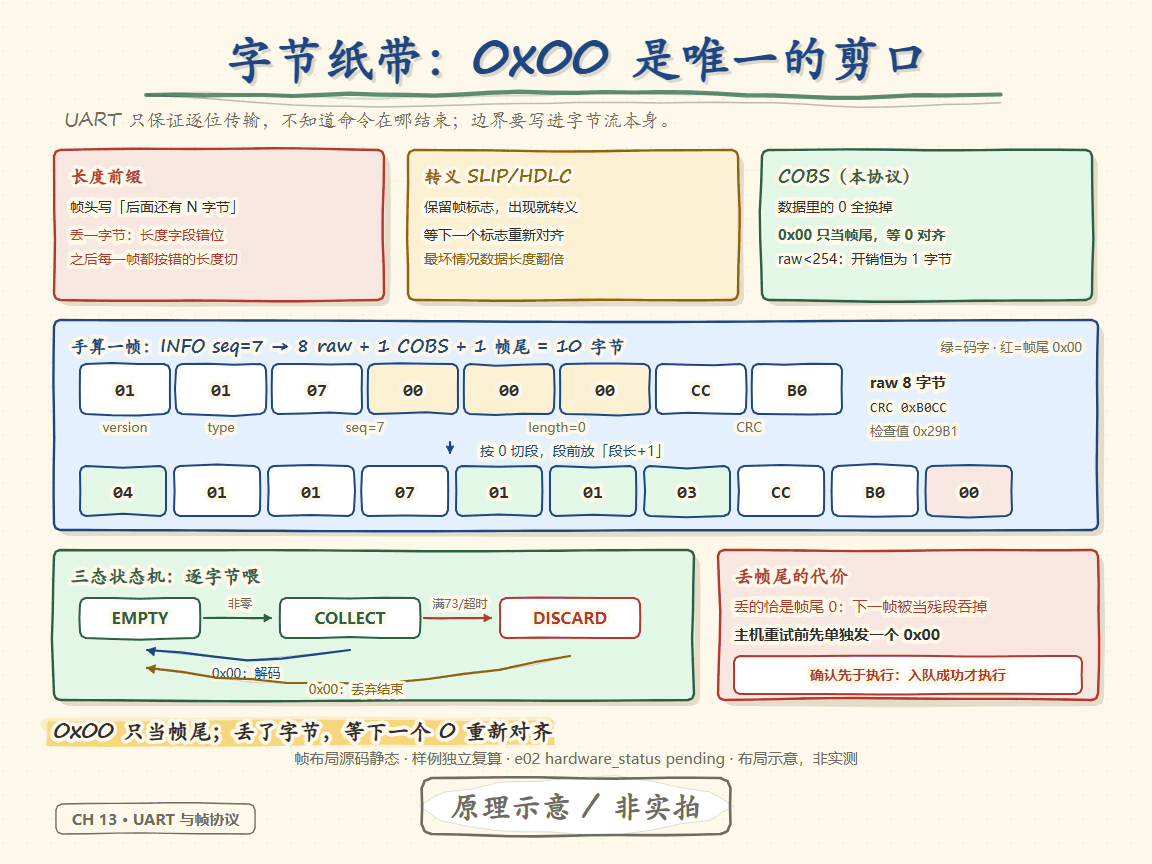 字节纸带：0x00 是唯一的剪口
UART 只保证逐位传输，不知道命令在哪结束；边界要写进字节流本身。
长度前缀
帧头写「后面还有 N 字节」
丢一字节：长度字段错位
之后每一帧都按错的长度切
转义 SLIP/HDLC
保留帧标志，出现就转义
等下一个标志重新对齐
最坏情况数据长度翻倍
COBS（本协议）
数据里的 0 全换掉
0x00 只当帧尾，等 0 对齐
raw<254：开销恒为 1 字节
手算一帧：INFO seq=7 → 8 raw + 1 COBS + 1 帧尾 = 10 字节
绿=码字 · 红=帧尾 0x00
01 01 07 00 00 00 CC B0
version type seq=7 length=0 CRC
raw 8 字节
CRC 0xB0CC
检查值 0x29B1
按 0 切段，段前放「段长+1」
04 01 01 07 01 01 03 CC B0 00
三态状态机：逐字节喂
EMPTY 非零 COLLECT 满73/超时 DISCARD
0x00：解码
0x00：丢弃结束
丢帧尾的代价
丢的恰是帧尾 0：下一帧被当残段吞掉
主机重试前先单独发一个 0x00
确认先于执行：入队成功才执行
0x00 只当帧尾；丢了字节，等下一个 0 重新对齐
帧布局源码静态 · 样例独立复算 · e02 hardware_status pending · 布局示意，非实测
原理示意 / 非实拍
CH 13 • UART 与帧协议